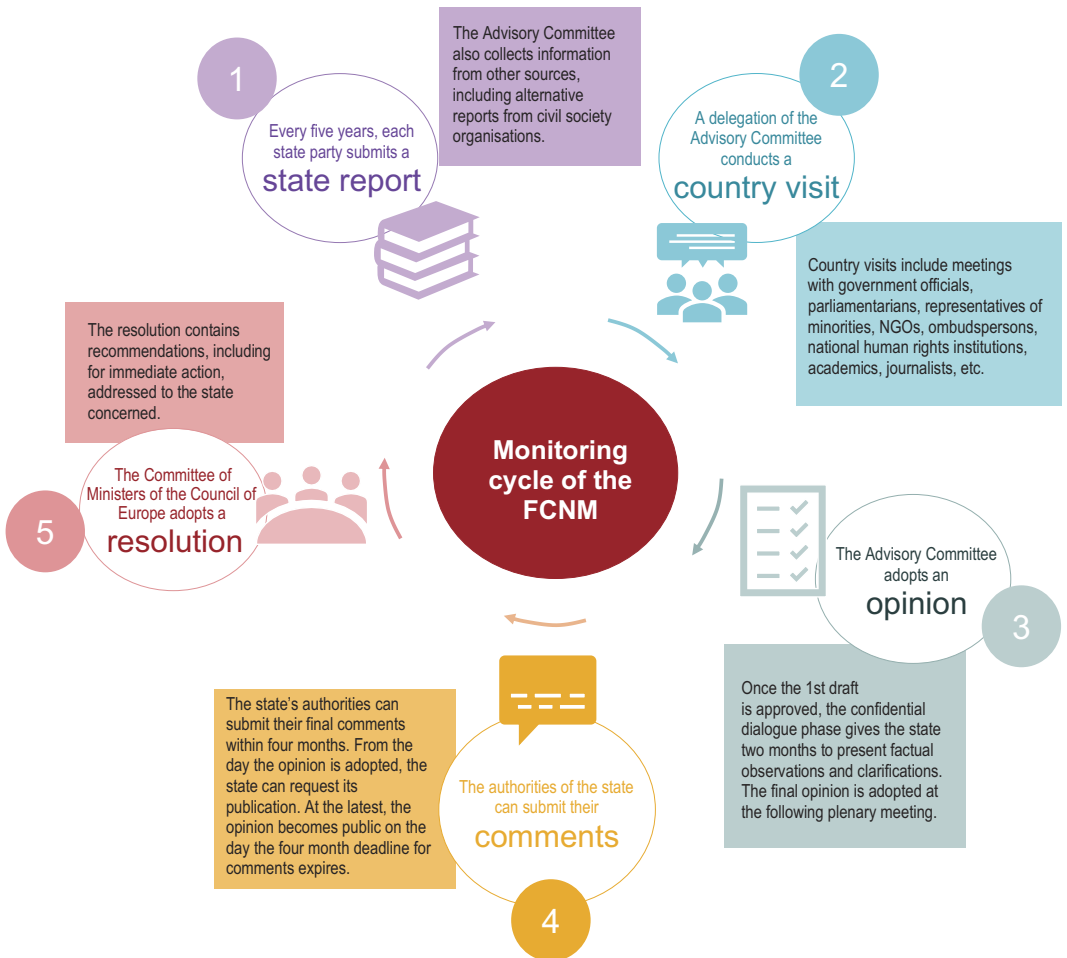 1
Every five years, each
state party submits a
state report
The Advisory Committee
also collects information
from other sources,
including alternative
reports from civil society
organisations.
2
A delegation of the
Advisory Committee
conducts a
country visit
Country visits include meetings
with government officials,
parliamentarians, representatives of
minorities, NGOs, ombudspersons,
national human rights institutions,
academics, journalists, etc.
Monitoring
cycle of the
FCNM
The Advisory Committee
adopts an
opinion
3
Once the 1st draft
is approved, the confidential
dialogue phase gives the state
two months to present factual
observations and clarifications.
The final opinion is adopted at
the following plenary meeting.
The authorities of the state
can submit their
comments
4
The state’s authorities can
submit their final comments
within four months. From the
day the opinion is adopted, the
state can request its
publication. At the latest, the
opinion becomes public on the
day the four month deadline for
comments expires.
5
The Committee of
Ministers of the Council of
Europe adopts a
resolution
The resolution contains
recommendations, including
for immediate action,
addressed to the state
concerned.